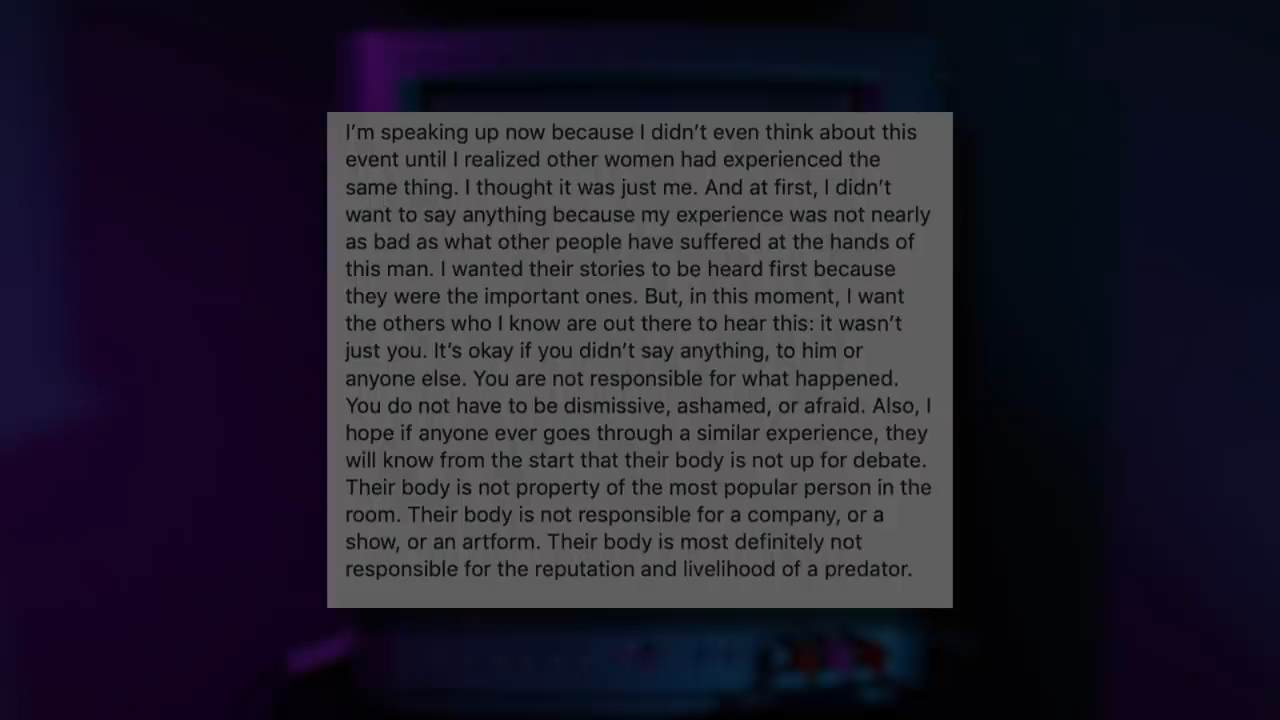 I’m speaking up now because I didn’t even think about this
event until I realized other women had experienced the
same thing. I thought it was just me. And at first, I didn’t
want to say anything because my experience was not nearly
as bad as what other people have suffered at the hands of
this man. I wanted their stories to be heard first because
they were the important ones. But, in this moment, I want
the others who I know are out there to hear this: it wasn’t
just you. It’s okay if you didn’t say anything, to him or
anyone else. You are not responsible for what happened.
You do not have to be dismissive, ashamed, or afraid. Also, I
hope if anyone ever goes through a similar experience, they
will know from the start that their body is not up for debate.
Their body is not property of the most popular person in the
room. Their body is not responsible for a company, or a
show, or an artform. Their body is most definitely not
responsible for the reputation and livelihood of a predator.